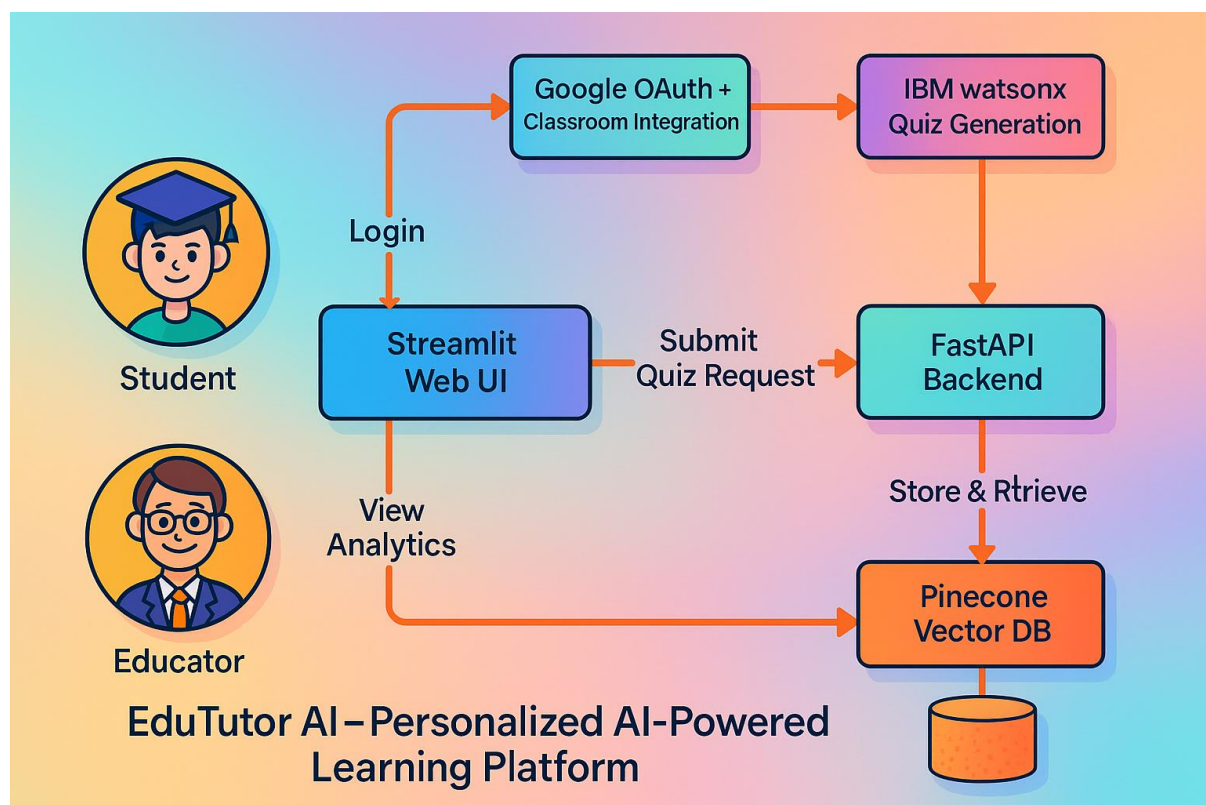 Google OAuth +
Classroom Integration
IBM watsonx
Quiz Generation
Login
Student
Streamlit
Web UI
Submit
Quiz Request
FastAPI
Backend
View
Analytics
Store & Rtrieve
Educator
Pinecone
Vector DB
EduTutor AI – Personalized AI-Powered
Learning Platform